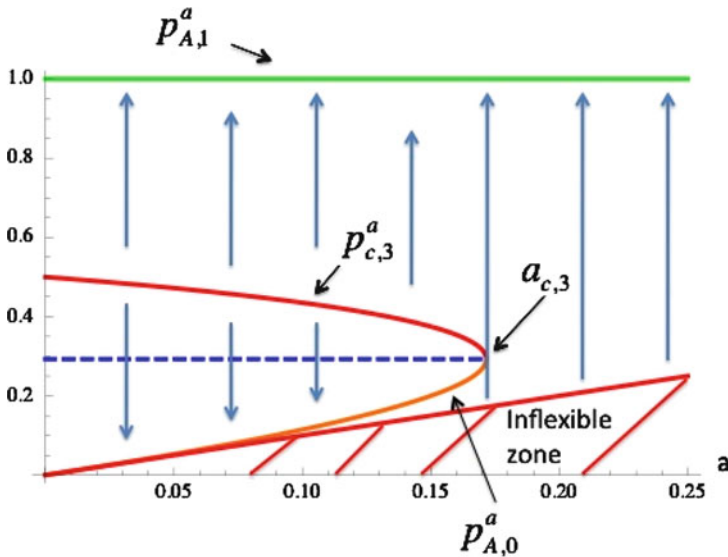 p^a_{A,1}
1.0
0.8
0.6
p^a_{c,3}
a_{c,3}
0.4
0.2
Inflexible
zone
a
0.05
0.10
0.15
0.20
0.25
p^a_{A,0}